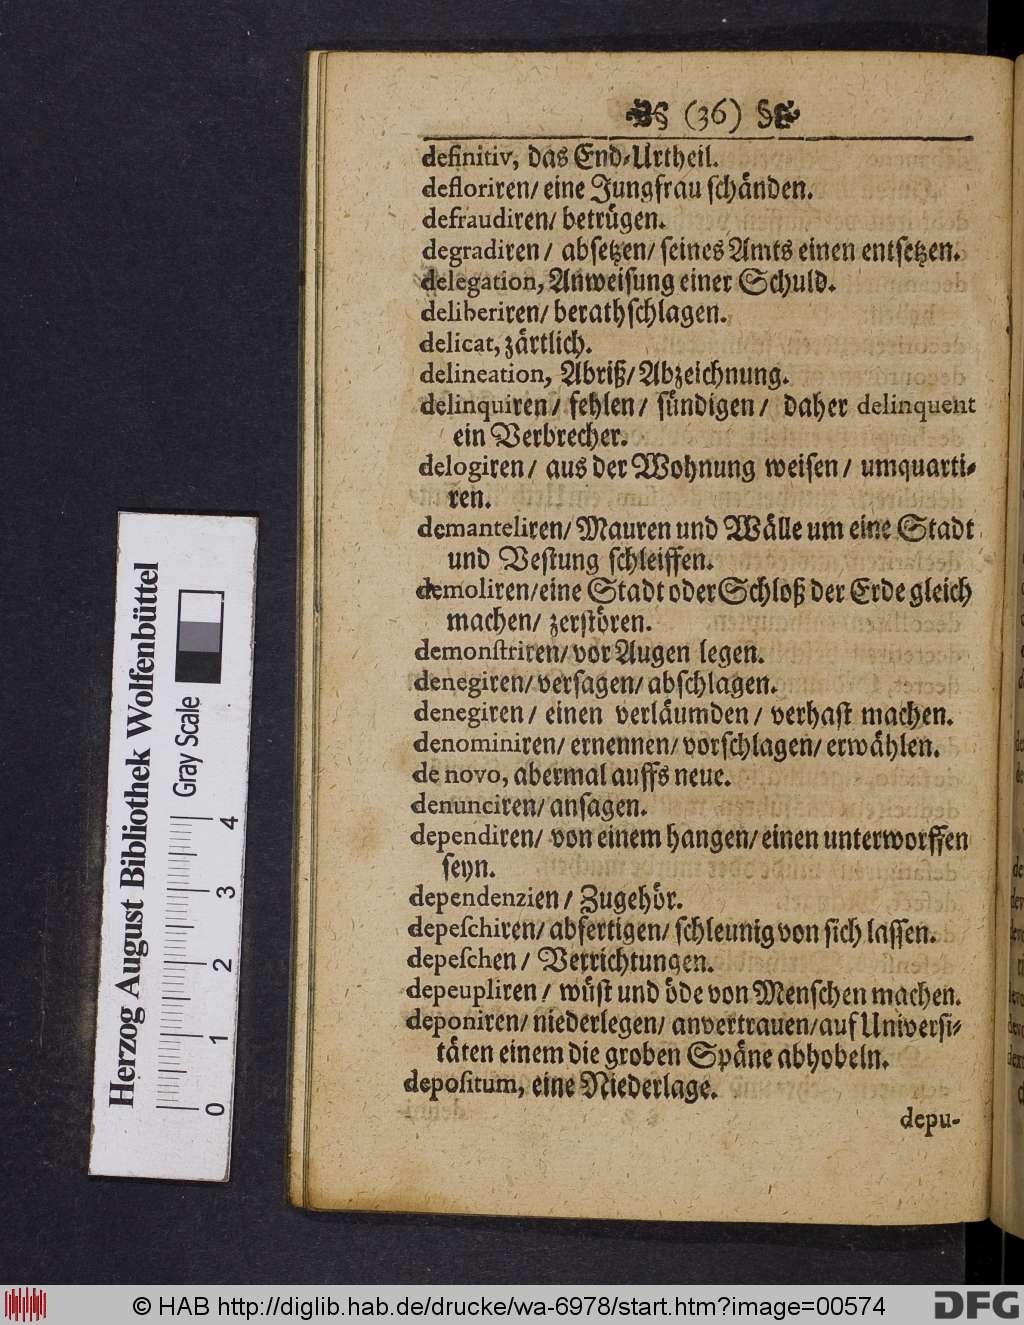 (36)
definitiv, das End-Urtheil.
defloriren/ eine Jungfrau schänden.
defraudiren/ betrügen.
degradiren / absetzen/ seines Amts einen entsetzen.
delegation, Anweisung einer Schuld.
deliberiren/ berathschlagen.
delicat, zärtlich.
delineation, Abriß/ Abzeichnung.
delinquiren / fehlen / sündigen / daher delinquent
ein Verbrecher.
delogiren / aus der Wohnung weisen / umquarti-
ren.
demanteliren/ Mauren und Wälle um eine Stadt
und Vestung schleiffen.
demoliren/eine Stadt oder Schloß der Erde gleich
machen/ zerstören.
demonstriren/ vor Augen legen.
denegiren/ versagen/ abschlagen.
denegiren / einen verläumden / verhast machen.
denominiren/ ernennen/ vorschlagen/ erwählen.
de novo, abermal auffs neue.
denunciren/ ansagen.
dependiren/ von einem hangen/ einen unterworffen
seyn.
dependenzien / Zugehör.
depeschiren/ abfertigen/ schleunig von sich lassen.
depeschen / Verrichtungen.
depeupliren / wüst und öde von Menschen machen.
deponiren/ niederlegen/ anvertrauen/ auf Universi-
täten einem die groben Späne abhobeln.
depositum, eine Niederlage.
depu-
Herzog August Bibliothek Wolfenbüttel
Gray Scale
0 1 2 3 4
© HAB http://diglib.hab.de/drucke/wa-6978/start.htm?image=00574
DFG